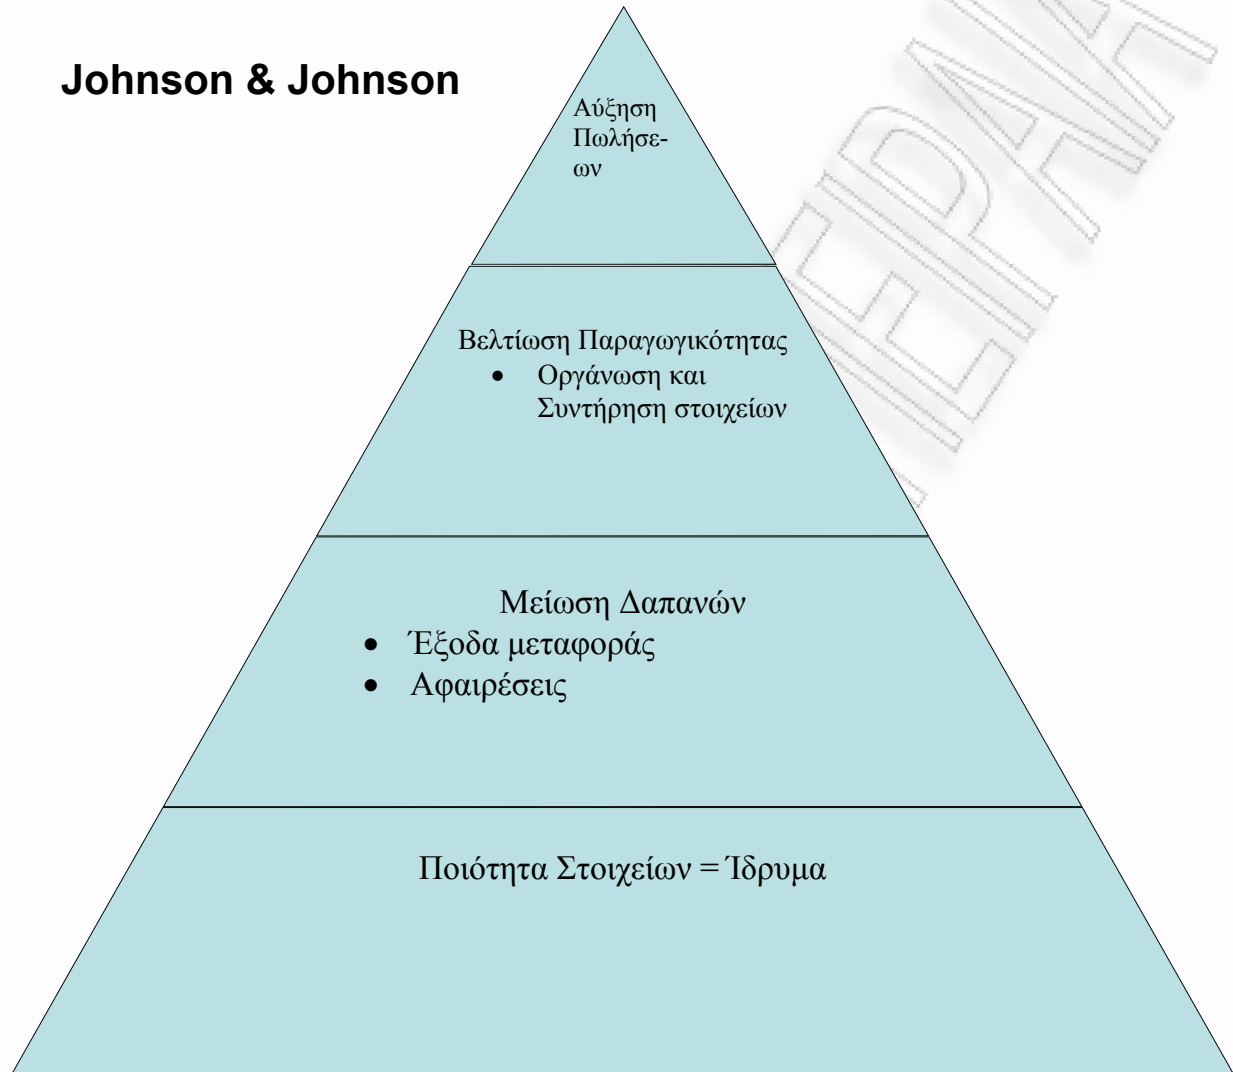 Johnson & Johnson
Αύξηση
Πωλήσε-
ων
Βελτίωση Παραγωγικότητας
• Οργάνωση και
Συντήρηση στοιχείων
Μείωση Δαπανών
• Έξοδα μεταφοράς
• Αφαιρέσεις
Ποιότητα Στοιχείων = Ίδρυμα